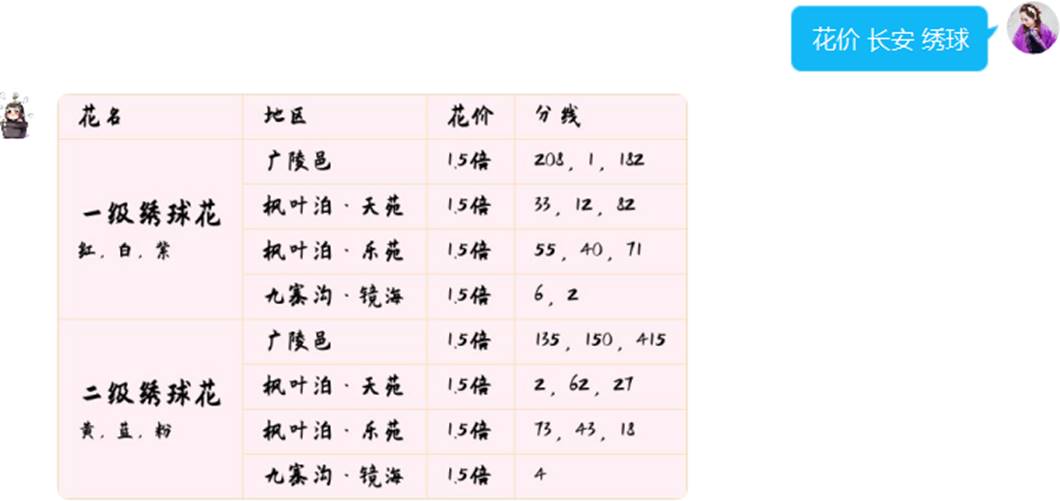 花价 长安 绣球
花名 地区 花价 分线
一级绣球花
红, 白, 紫
广陵邑 1.5倍 208, 1, 182
枫叶泊·天苑 1.5倍 33, 12, 82
枫叶泊·乐苑 1.5倍 55, 40, 71
九寨沟·镜海 1.5倍 6, 2
二级绣球花
黄, 蓝, 粉
广陵邑 1.5倍 135, 150, 415
枫叶泊·天苑 1.5倍 2, 62, 27
枫叶泊·乐苑 1.5倍 73, 43, 18
九寨沟·镜海 1.5倍 4